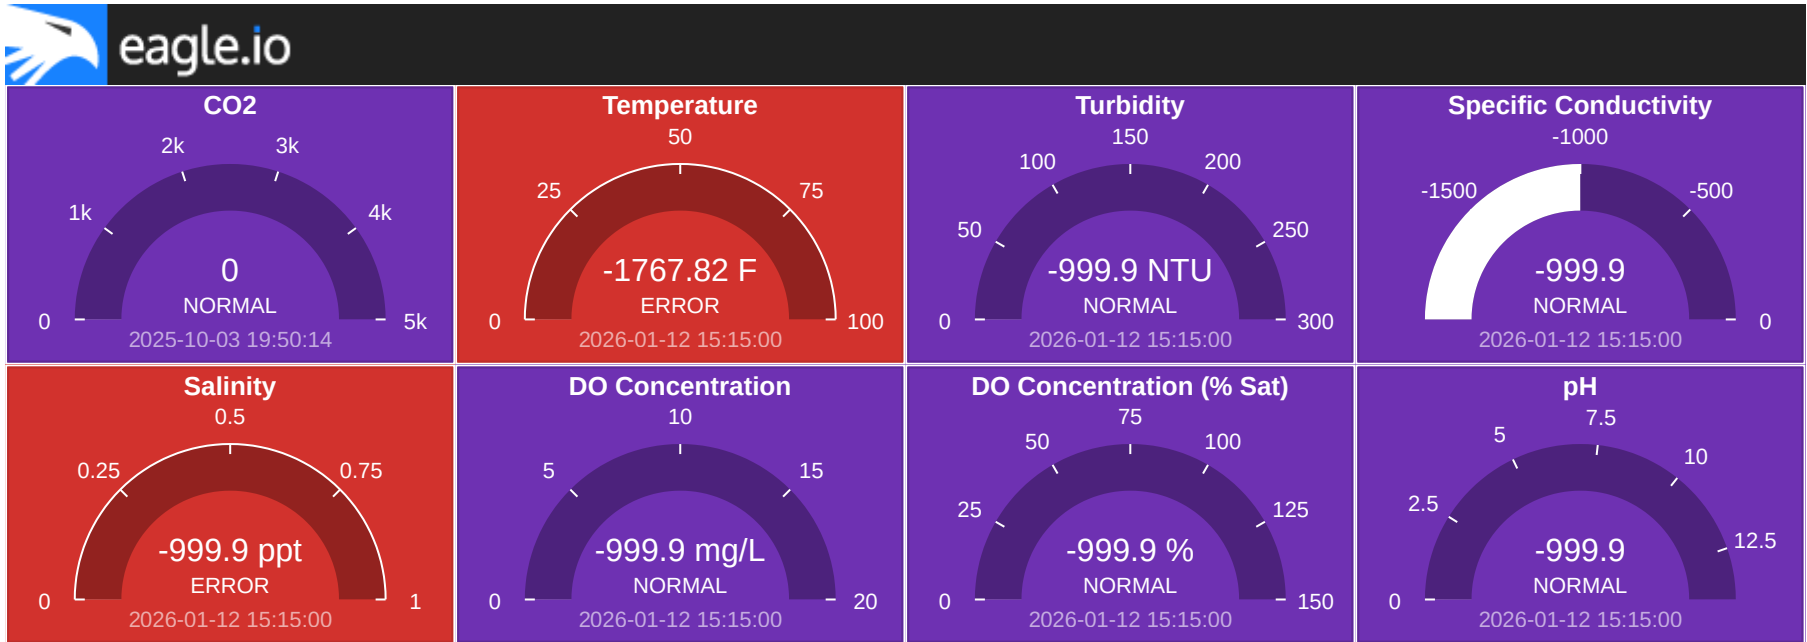 eagle.io
CO2
0
1k
2k
3k
4k
5k
0
NORMAL
2025-10-03 19:50:14
Temperature
0
25
50
75
100
-1767.82 F
ERROR
2026-01-12 15:15:00
Turbidity
0
50
100
150
200
250
300
-999.9 NTU
NORMAL
2026-01-12 15:15:00
Specific Conductivity
-1500
-1000
-500
0
-999.9
NORMAL
2026-01-12 15:15:00
Salinity
0
0.25
0.5
0.75
1
-999.9 ppt
ERROR
2026-01-12 15:15:00
DO Concentration
0
5
10
15
20
-999.9 mg/L
NORMAL
2026-01-12 15:15:00
DO Concentration (% Sat)
0
25
50
75
100
125
150
-999.9 %
NORMAL
2026-01-12 15:15:00
pH
0
2.5
5
7.5
10
12.5
-999.9
NORMAL
2026-01-12 15:15:00